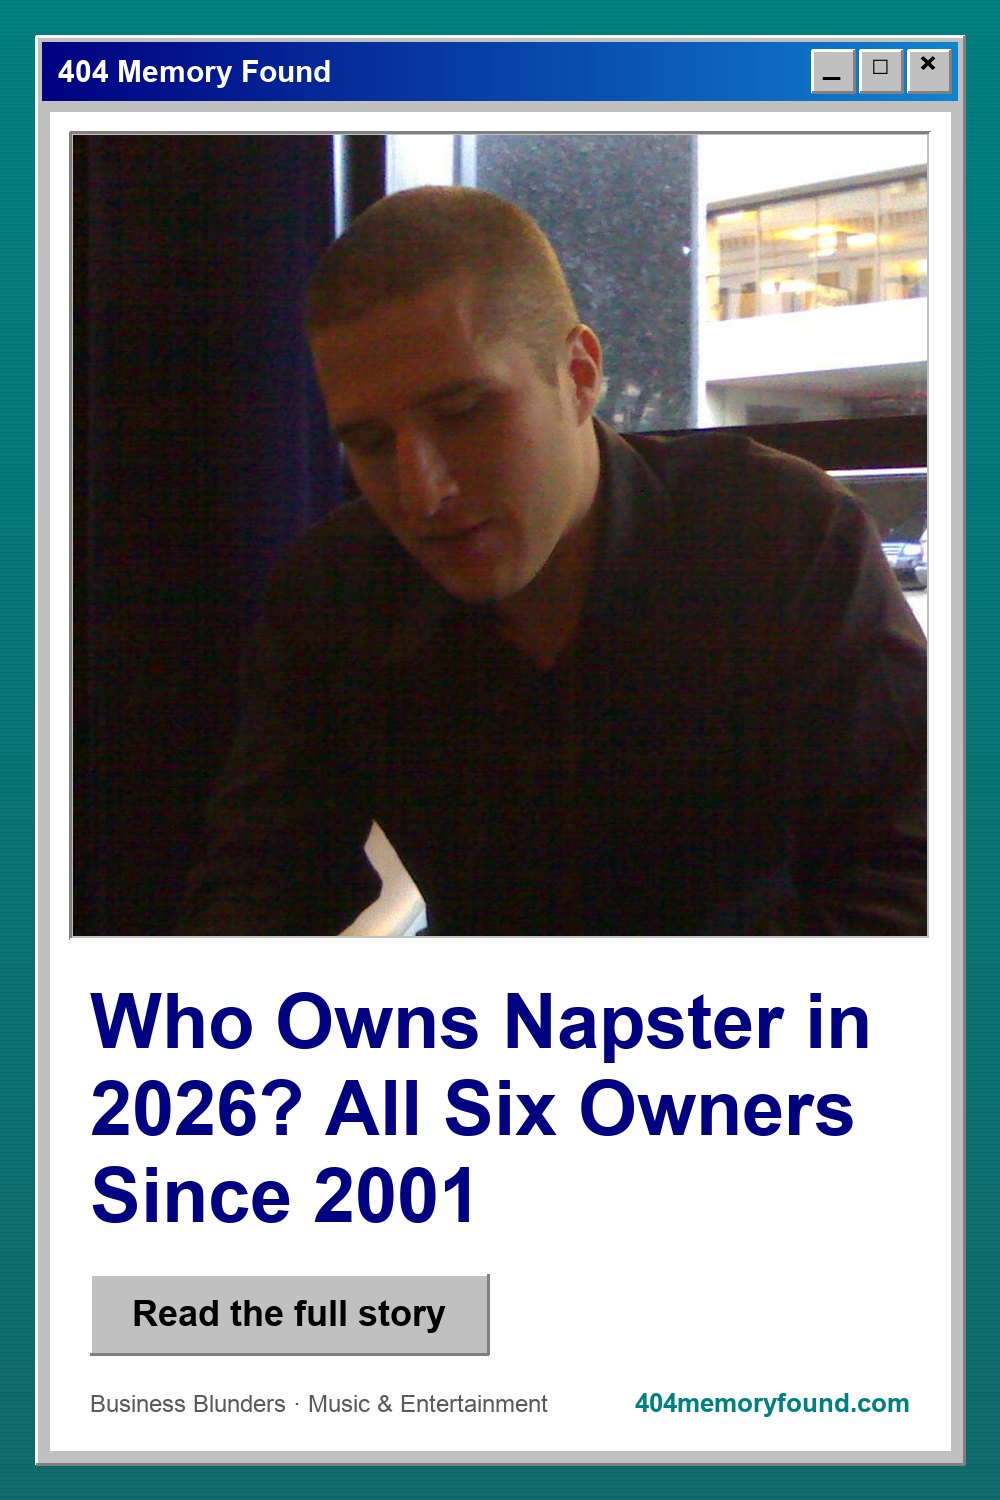 404 Memory Found
Who Owns Napster in
2026? All Six Owners
Since 2001
Read the full story
Business Blunders · Music & Entertainment
404memoryfound.com